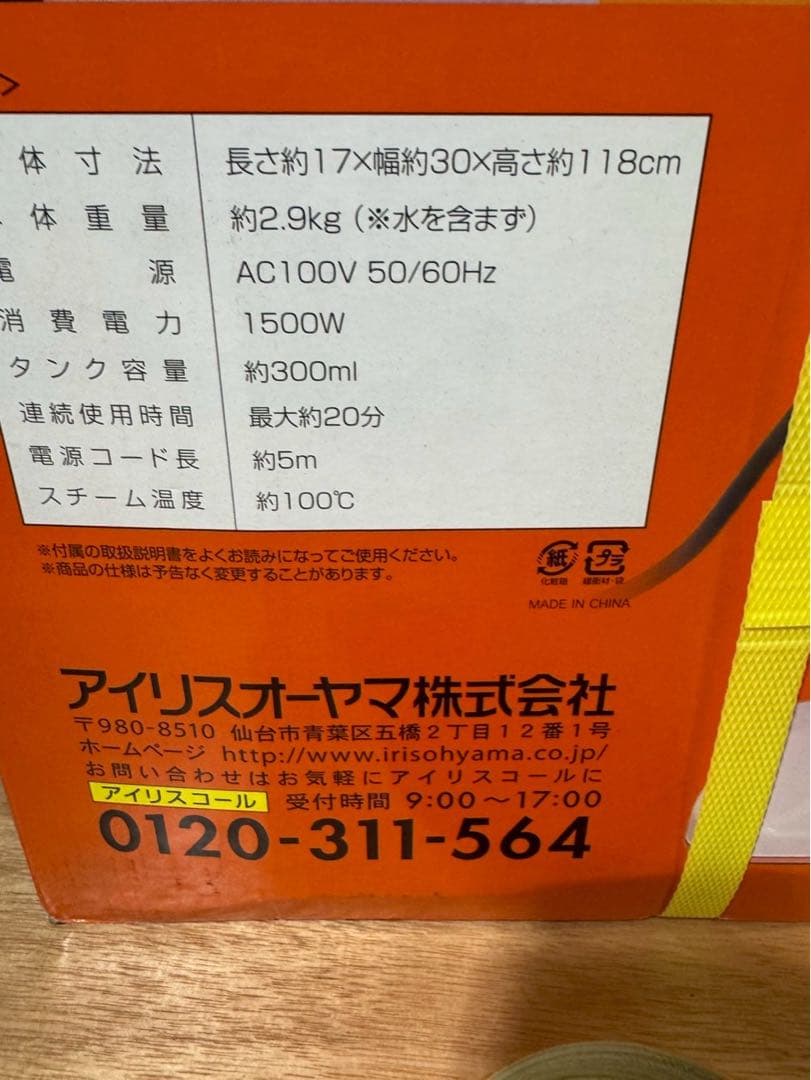 >
体寸法 長さ約17×幅約30×高さ約118cm
体重量 約2.9kg（※水を含まず）
電源 AC100V 50/60Hz
消費電力 1500W
タンク容量 約300ml
連続使用時間 最大約20分
電源コード長 約5m
スチーム温度 約100℃
※付属の取扱説明書をよくお読みになってご使用ください。
※商品の仕様は予告なく変更することがあります。
紙 プラ
化粧箱 緩衝材・袋
MADE IN CHINA
アイリスオーヤマ株式会社
〒980-8510 仙台市青葉区五橋2丁目12番1号
ホームページ http://www.irisohyama.co.jp/
お問い合わせはお気軽にアイリスコールに
アイリスコール 受付時間 9:00～17:00
0120-311-564